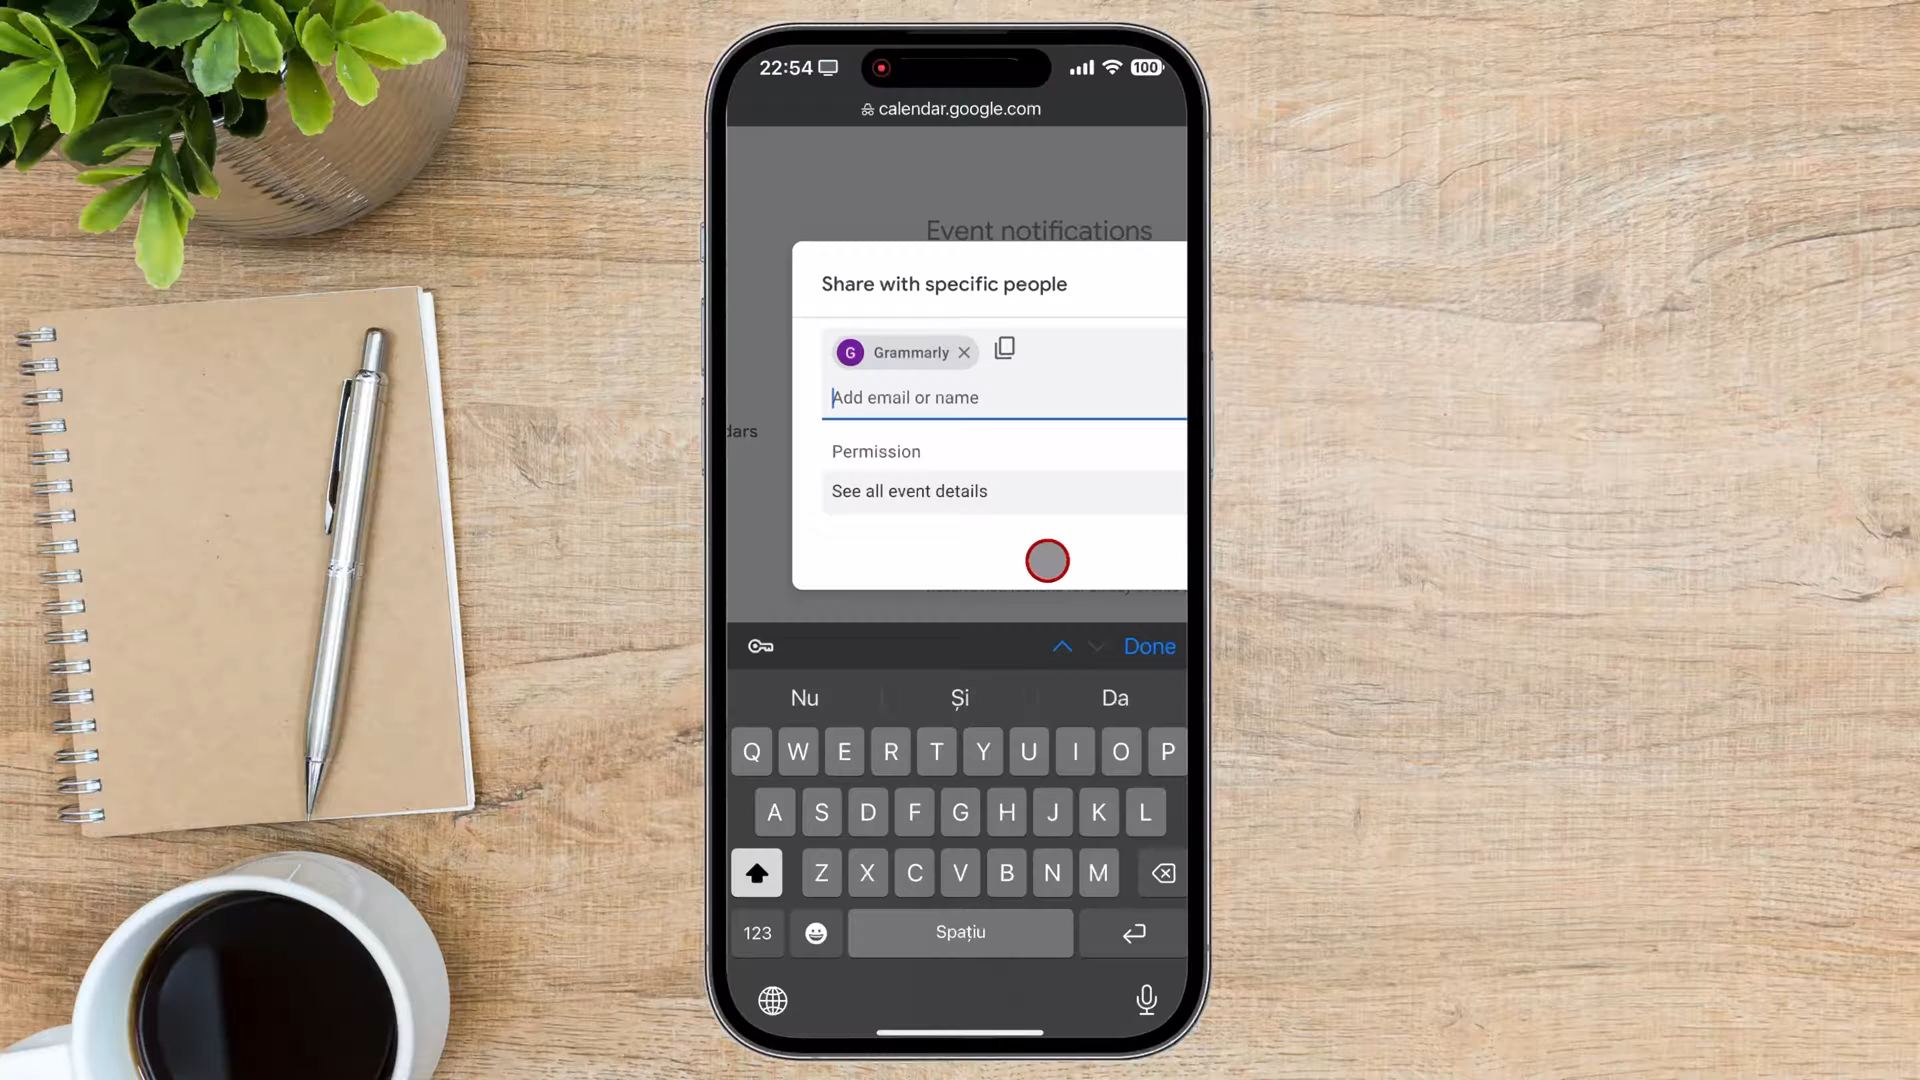 22:54
100
calendar.google.com
Event notifications
Share with specific people
G Grammarly
Add email or name
dars
Permission
See all event details
Done
Nu Și Da
Q W E R T Y U I O P
A S D F G H J K L
Z X C V B N M
123 Spațiu